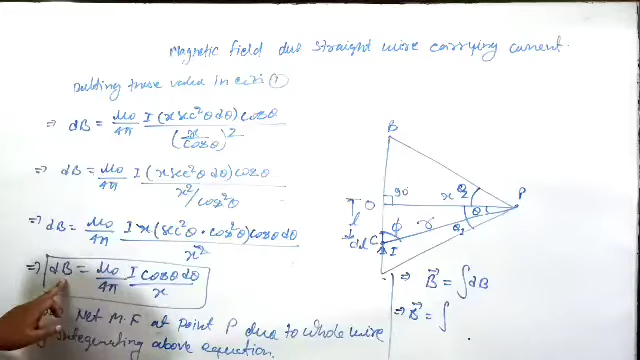 Magnetic field due straight wire carrying current.
Putting these value in eqn ①
⇒ dB = μ₀/4π I (x sec²θ dθ) cosθ / (x/cosθ)²
⇒ dB = μ₀/4π I (x sec²θ dθ) cosθ / x²/cos²θ
⇒ dB = μ₀/4π I x (sec²θ · cos²θ) cosθ dθ / x²
⇒ dB = μ₀/4π I cosθ dθ / x
Net M.F at point P due to whole wire
integrating above equation.
B
90°
x
θ₂
P
O
θ
l
ϕ
r
θ₁
dl
C
I
⇒ B⃗ = ∫ dB
⇒ B⃗ = ∫